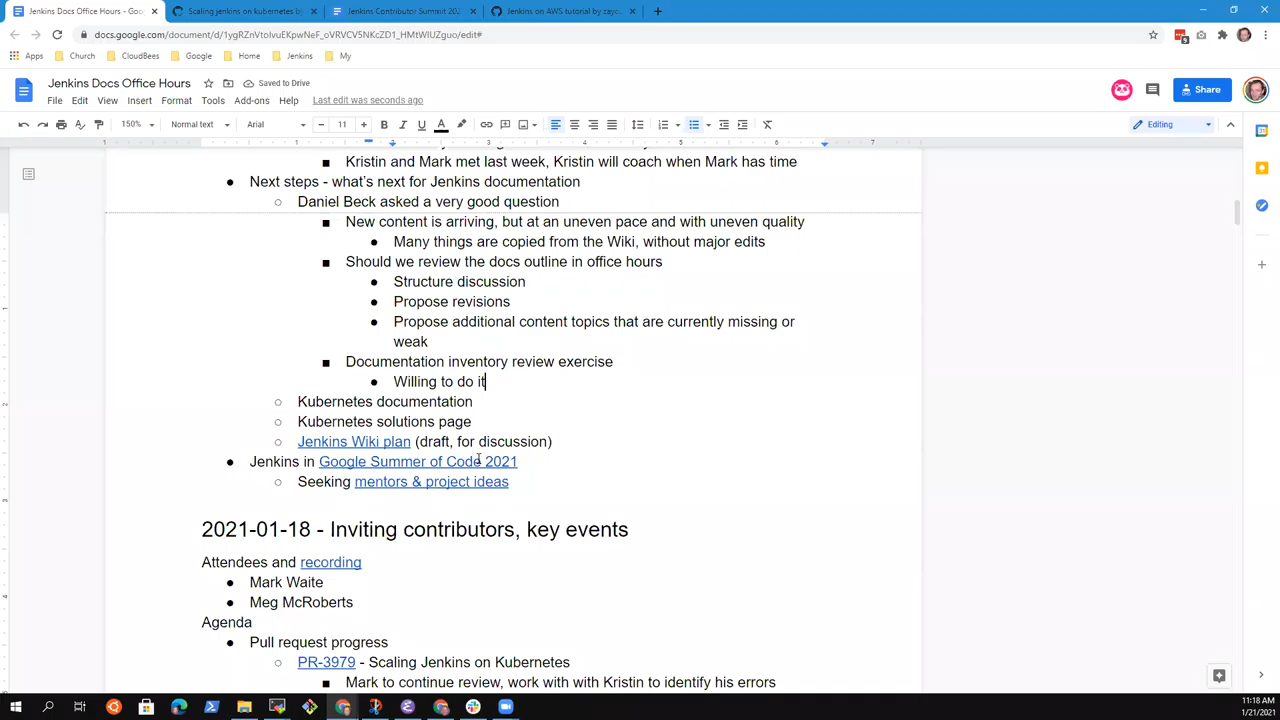 Jenkins Docs Office Hours - Goo
Scaling jenkins on kubernetes by
Jenkins Contributor Summit 202
Jenkins on AWS tutorial by zayc
Apps
Church
CloudBees
Google
Home
Jenkins
My
Jenkins Docs Office Hours
Saved to Drive
File Edit View Insert Format Tools Add-ons Help Last edit was seconds ago
Share
150% Normal text Arial 11
Editing
Kristin and Mark met last week, Kristin will coach when Mark has time
Next steps - what's next for Jenkins documentation
Daniel Beck asked a very good question
New content is arriving, but at an uneven pace and with uneven quality
Many things are copied from the Wiki, without major edits
Should we review the docs outline in office hours
Structure discussion
Propose revisions
Propose additional content topics that are currently missing or
weak
Documentation inventory review exercise
Willing to do it
Kubernetes documentation
Kubernetes solutions page
Jenkins Wiki plan (draft, for discussion)
Jenkins in Google Summer of Code 2021
Seeking mentors & project ideas
2021-01-18 - Inviting contributors, key events
Attendees and recording
Mark Waite
Meg McRoberts
Agenda
Pull request progress
PR-3979 - Scaling Jenkins on Kubernetes
Mark to continue review, work with with Kristin to identify his errors
11:18 AM
1/21/2021